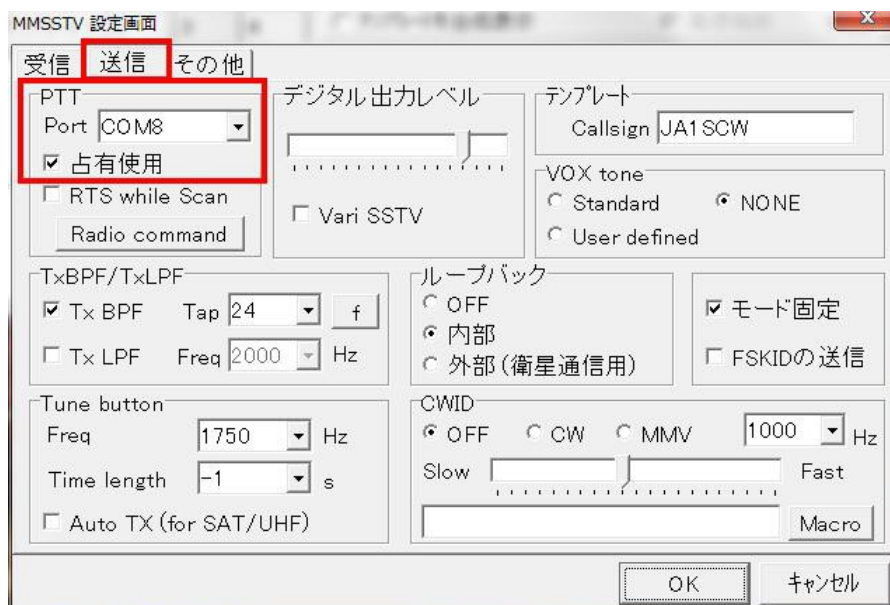 MMSSTV 設定画面
受信 送信 その他
PTT
Port COM8
占有使用
RTS while Scan
Radio command
デジタル出力レベル
Vari SSTV
テンプレート
Callsign JA1SCW
VOX tone
Standard NONE
User defined
TxBPF/TxLPF
Tx BPF Tap 24 f
Tx LPF Freq 2000 Hz
ループバック
OFF
内部
外部(衛星通信用)
モード固定
FSKIDの送信
Tune button
Freq 1750 Hz
Time length -1 s
Auto TX (for SAT/UHF)
CWID
OFF CW MMV 1000 Hz
Slow Fast
Macro
OK キャンセル